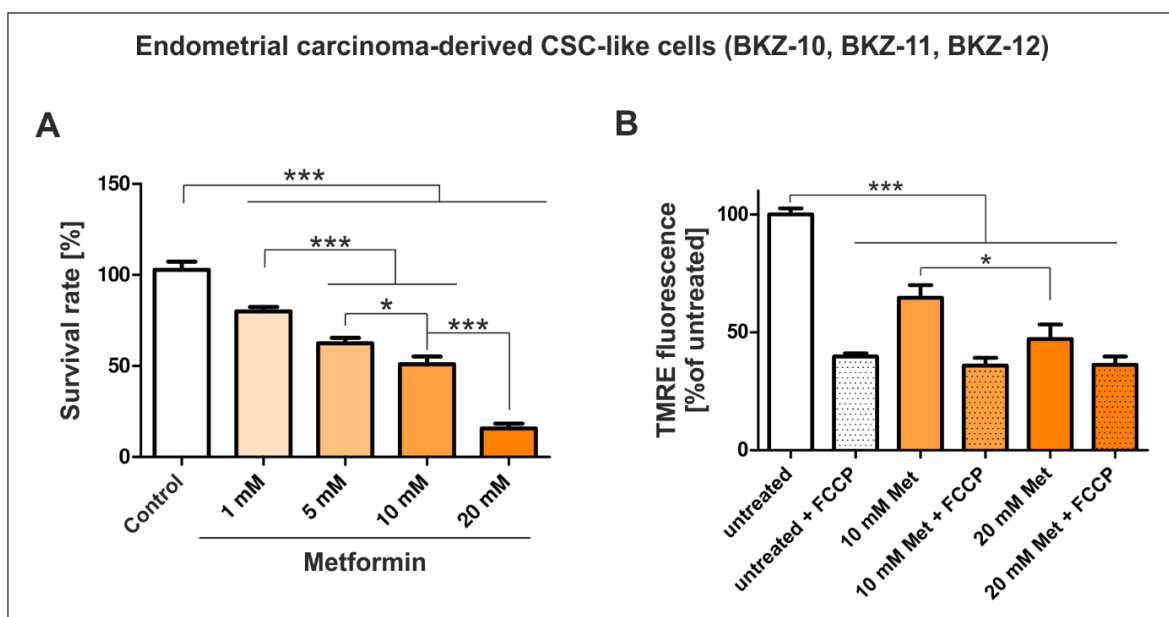 Endometrial carcinoma-derived CSC-like cells (BKZ-10, BKZ-11, BKZ-12)
A
Survival rate [%]
150
100
50
0
***
***
*
***
Control
1 mM
5 mM
10 mM
20 mM
Metformin
B
TMRE fluorescence
[%of untreated]
100
50
0
***
*
untreated
untreated + FCCP
10 mM Met
10 mM Met + FCCP
20 mM Met
20 mM Met + FCCP